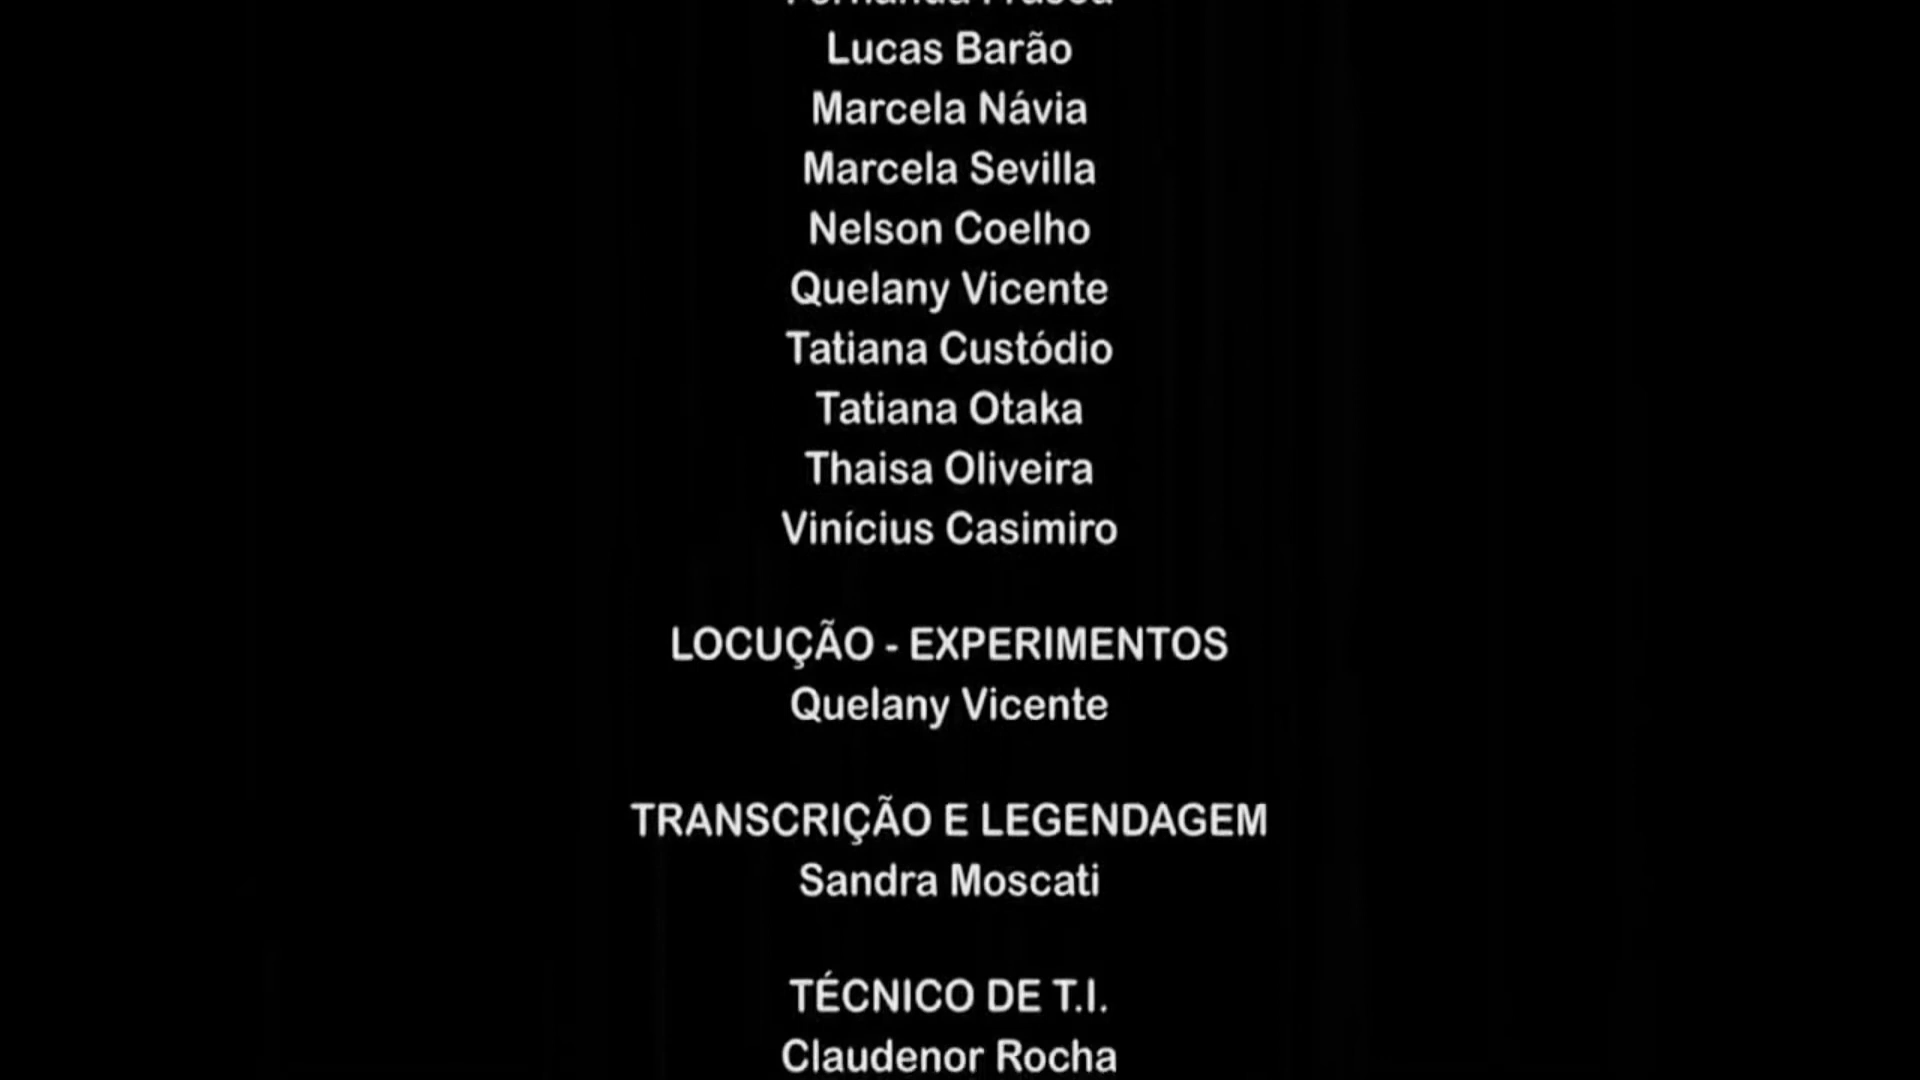 Lucas Barão
Marcela Návia
Marcela Sevilla
Nelson Coelho
Quelany Vicente
Tatiana Custódio
Tatiana Otaka
Thaisa Oliveira
Vinícius Casimiro
LOCUÇÃO - EXPERIMENTOS
Quelany Vicente
TRANSCRIÇÃO E LEGENDAGEM
Sandra Moscati
TÉCNICO DE T.I.
Claudenor Rocha